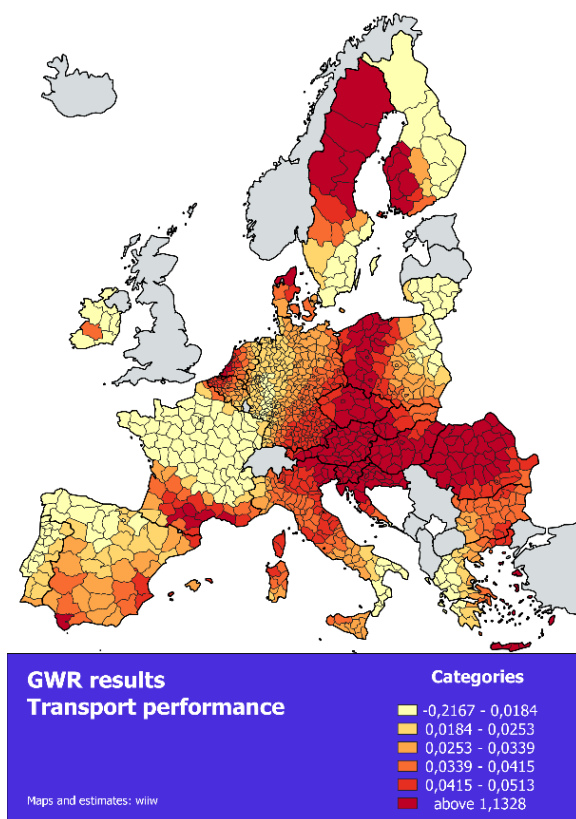 GWR results
Transport performance
Maps and estimates: wiiw
Categories
-0,2167 - 0,0184
0,0184 - 0,0253
0,0253 - 0,0339
0,0339 - 0,0415
0,0415 - 0,0513
above 1,1328